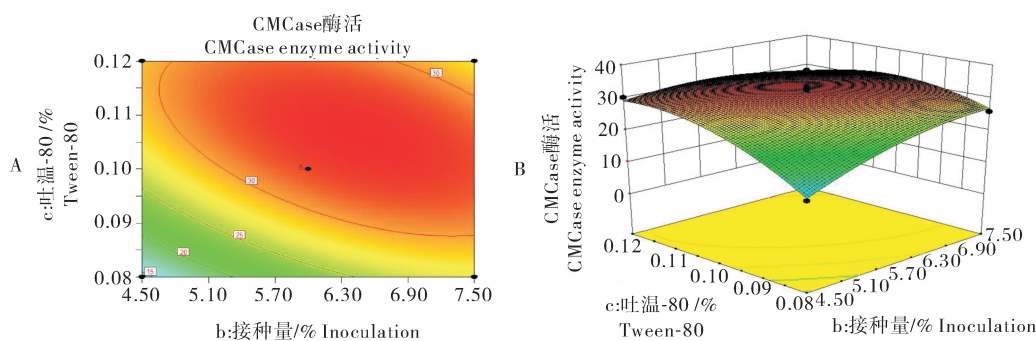 CMCase酶活
CMCase enzyme activity
A
c:吐温-80 /%
Tween-80
0.12
0.11
0.10
0.09
0.08
30
30
30
25
20
15
4.50 5.10 5.70 6.30 6.90 7.50
b:接种量/% Inoculation
B
CMCase酶活
CMCase enzyme activity
40
30
20
10
0
0.12 0.11 0.10 0.09 0.08
4.50 5.10 5.70 6.30 6.90 7.50
c:吐温-80 /%
Tween-80
b:接种量/% Inoculation